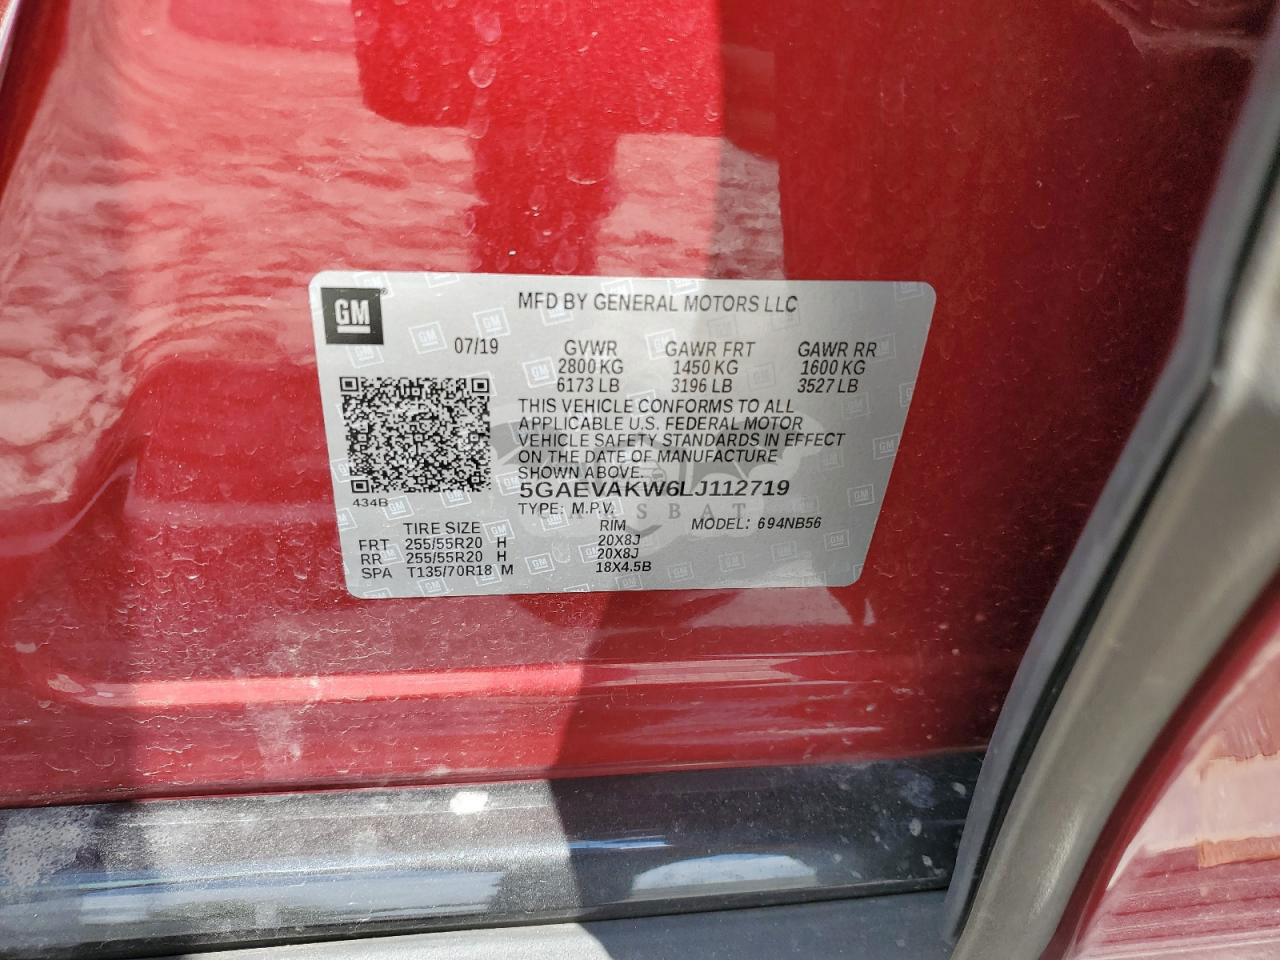 GM
MFD BY GENERAL MOTORS LLC
07/19 GVWR GAWR FRT GAWR RR
2800 KG 1450 KG 1600 KG
6173 LB 3196 LB 3527 LB
THIS VEHICLE CONFORMS TO ALL
APPLICABLE U.S. FEDERAL MOTOR
VEHICLE SAFETY STANDARDS IN EFFECT
ON THE DATE OF MANUFACTURE
SHOWN ABOVE.
434B
5GAEVAKW6LJ112719
TYPE: M.P.V.
TIRE SIZE RIM MODEL: 694NB56
FRT 255/55R20 H 20X8J
RR 255/55R20 H 20X8J
SPA T135/70R18 M 18X4.5B